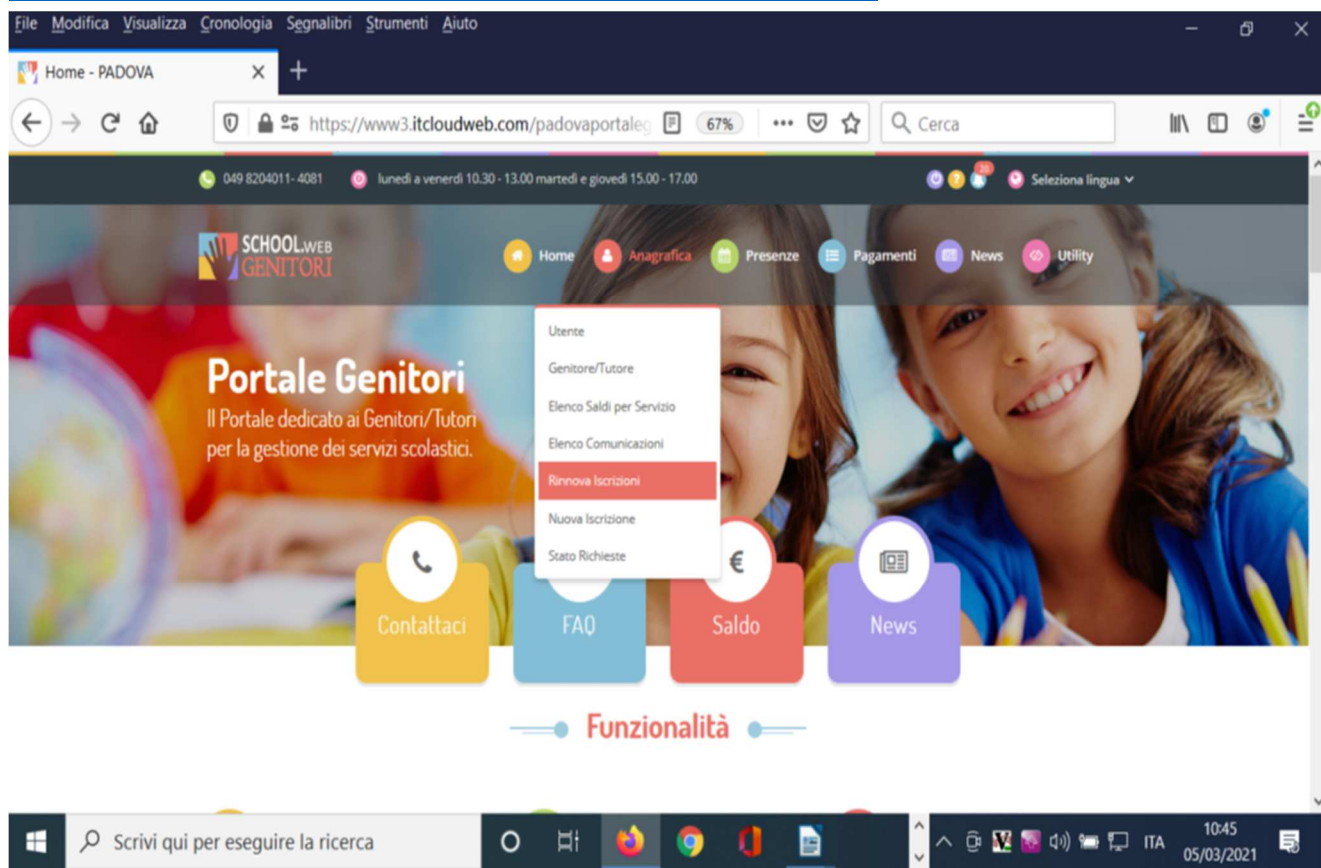 File Modifica Visualizza Cronologia Segnalibri Strumenti Aiuto
Home - PADOVA
https://www3.itcloudweb.com/padovaportaleg 67% Cerca
049 8204011- 4081 lunedì a venerdì 10.30 - 13.00 martedì e giovedì 15.00 - 17.00 20 Seleziona lingua
SCHOOL.WEB
GENITORI
Home Anagrafica Presenze Pagamenti News Utility
Utente
Genitore/Tutore
Elenco Saldi per Servizio
Elenco Comunicazioni
Rinnova Iscrizioni
Nuova Iscrizione
Stato Richieste
Portale Genitori
Il Portale dedicato ai Genitori/Tutori
per la gestione dei servizi scolastici.
Contattaci FAQ Saldo News
Funzionalità
Scrivi qui per eseguire la ricerca ITA 10:45
05/03/2021